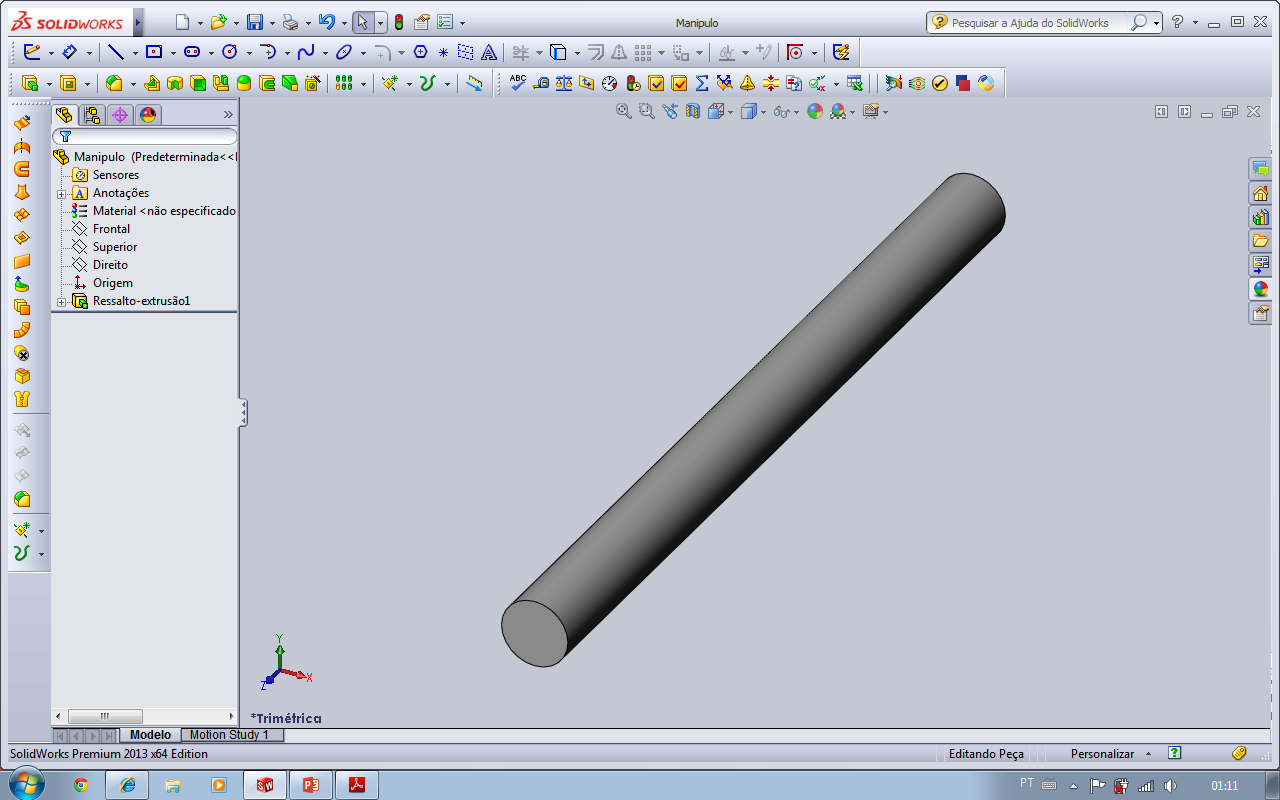 SOLIDWORKS
Manipulo
Pesquisar a Ajuda do SolidWorks
ABC
Manipulo (Predeterminada<<
Sensores
Anotações
Material <não especificado
Frontal
Superior
Direito
Origem
Ressalto-extrusão1
Y
X
Z
*Trimétrica
Modelo
Motion Study 1
SolidWorks Premium 2013 x64 Edition
Editando Peça
Personalizar
PT
01:11